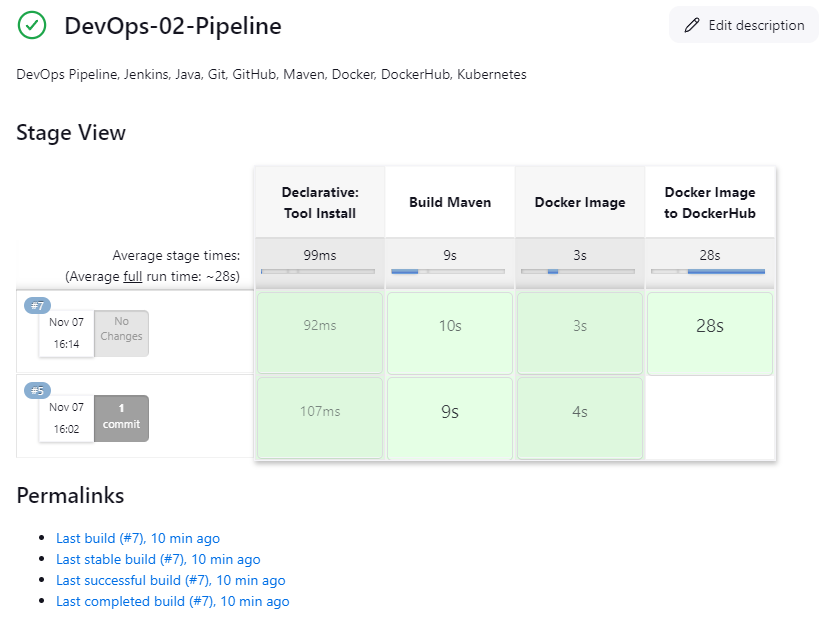 DevOps-02-Pipeline
Edit description
DevOps Pipeline, Jenkins, Java, Git, GitHub, Maven, Docker, DockerHub, Kubernetes
Stage View
Declarative:
Tool Install
Build Maven
Docker Image
Docker Image
to DockerHub
Average stage times:
(Average full run time: ~28s)
99ms
9s
3s
28s
#7
Nov 07
16:14
No
Changes
92ms
10s
3s
28s
#5
Nov 07
16:02
1
commit
107ms
9s
4s
Permalinks
Last build (#7), 10 min ago
Last stable build (#7), 10 min ago
Last successful build (#7), 10 min ago
Last completed build (#7), 10 min ago